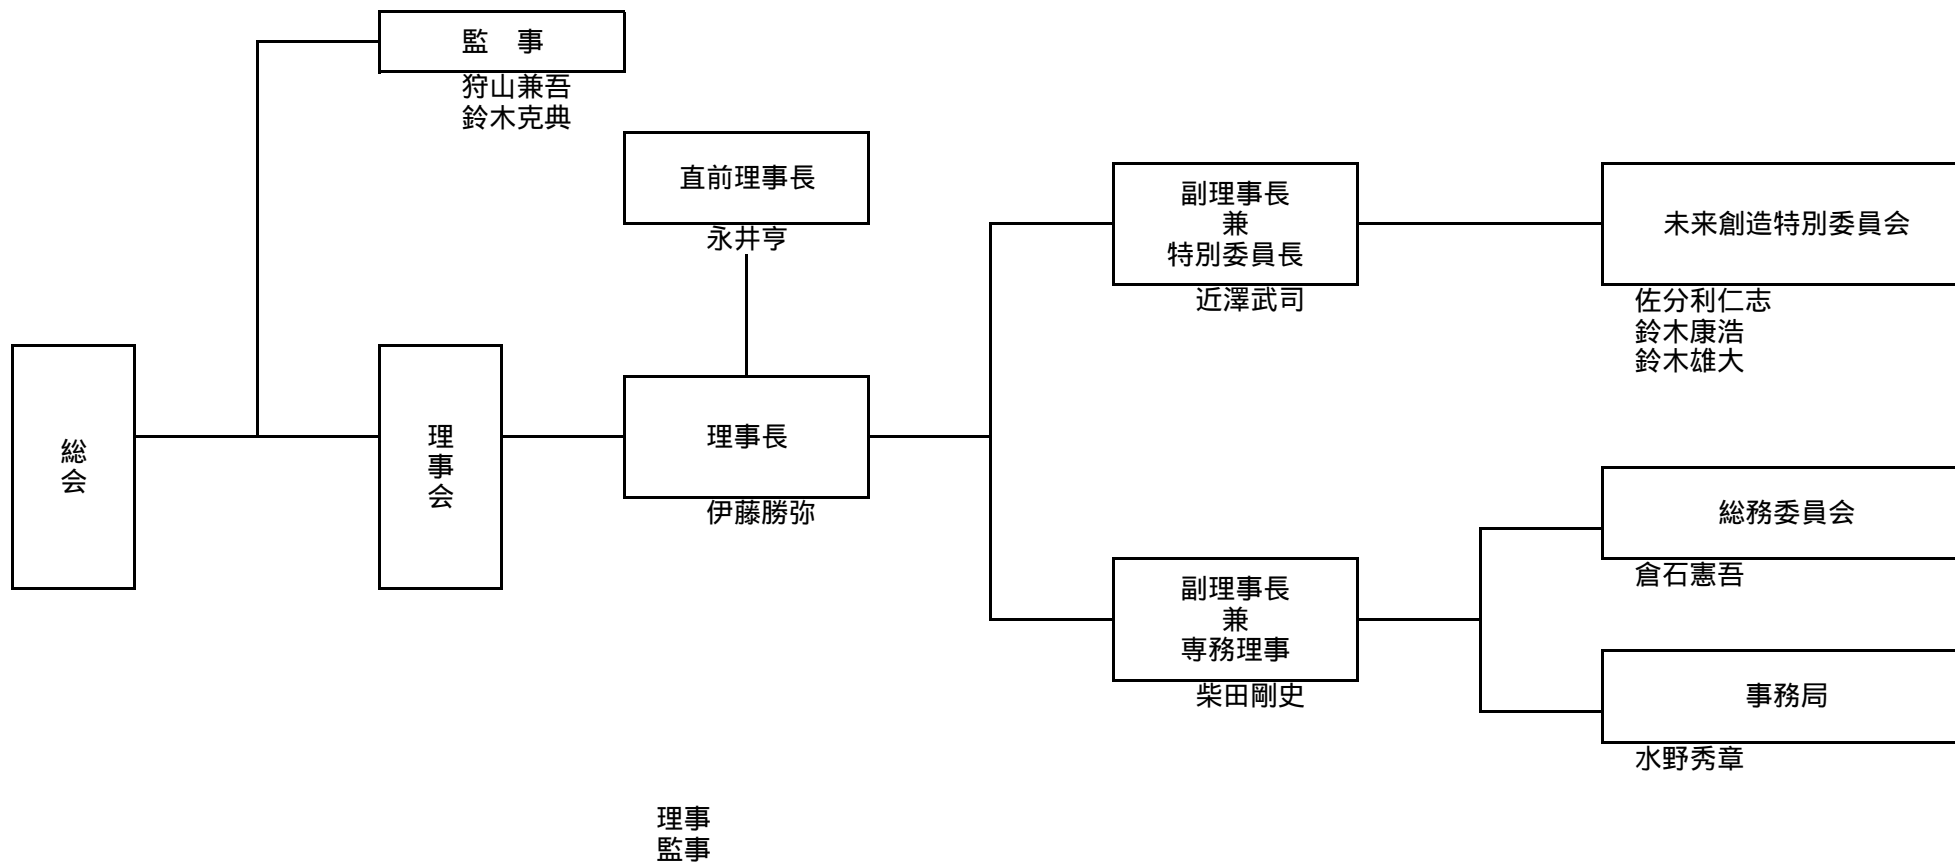 監　事
狩山兼吾
鈴木克典
直前理事長
永井亨
副理事長
兼
特別委員長
近澤武司
未来創造特別委員会
佐分利仁志
鈴木康浩
鈴木雄大
総会
理事会
理事長
伊藤勝弥
総務委員会
倉石憲吾
副理事長
兼
専務理事
柴田剛史
事務局
水野秀章
理事
監事